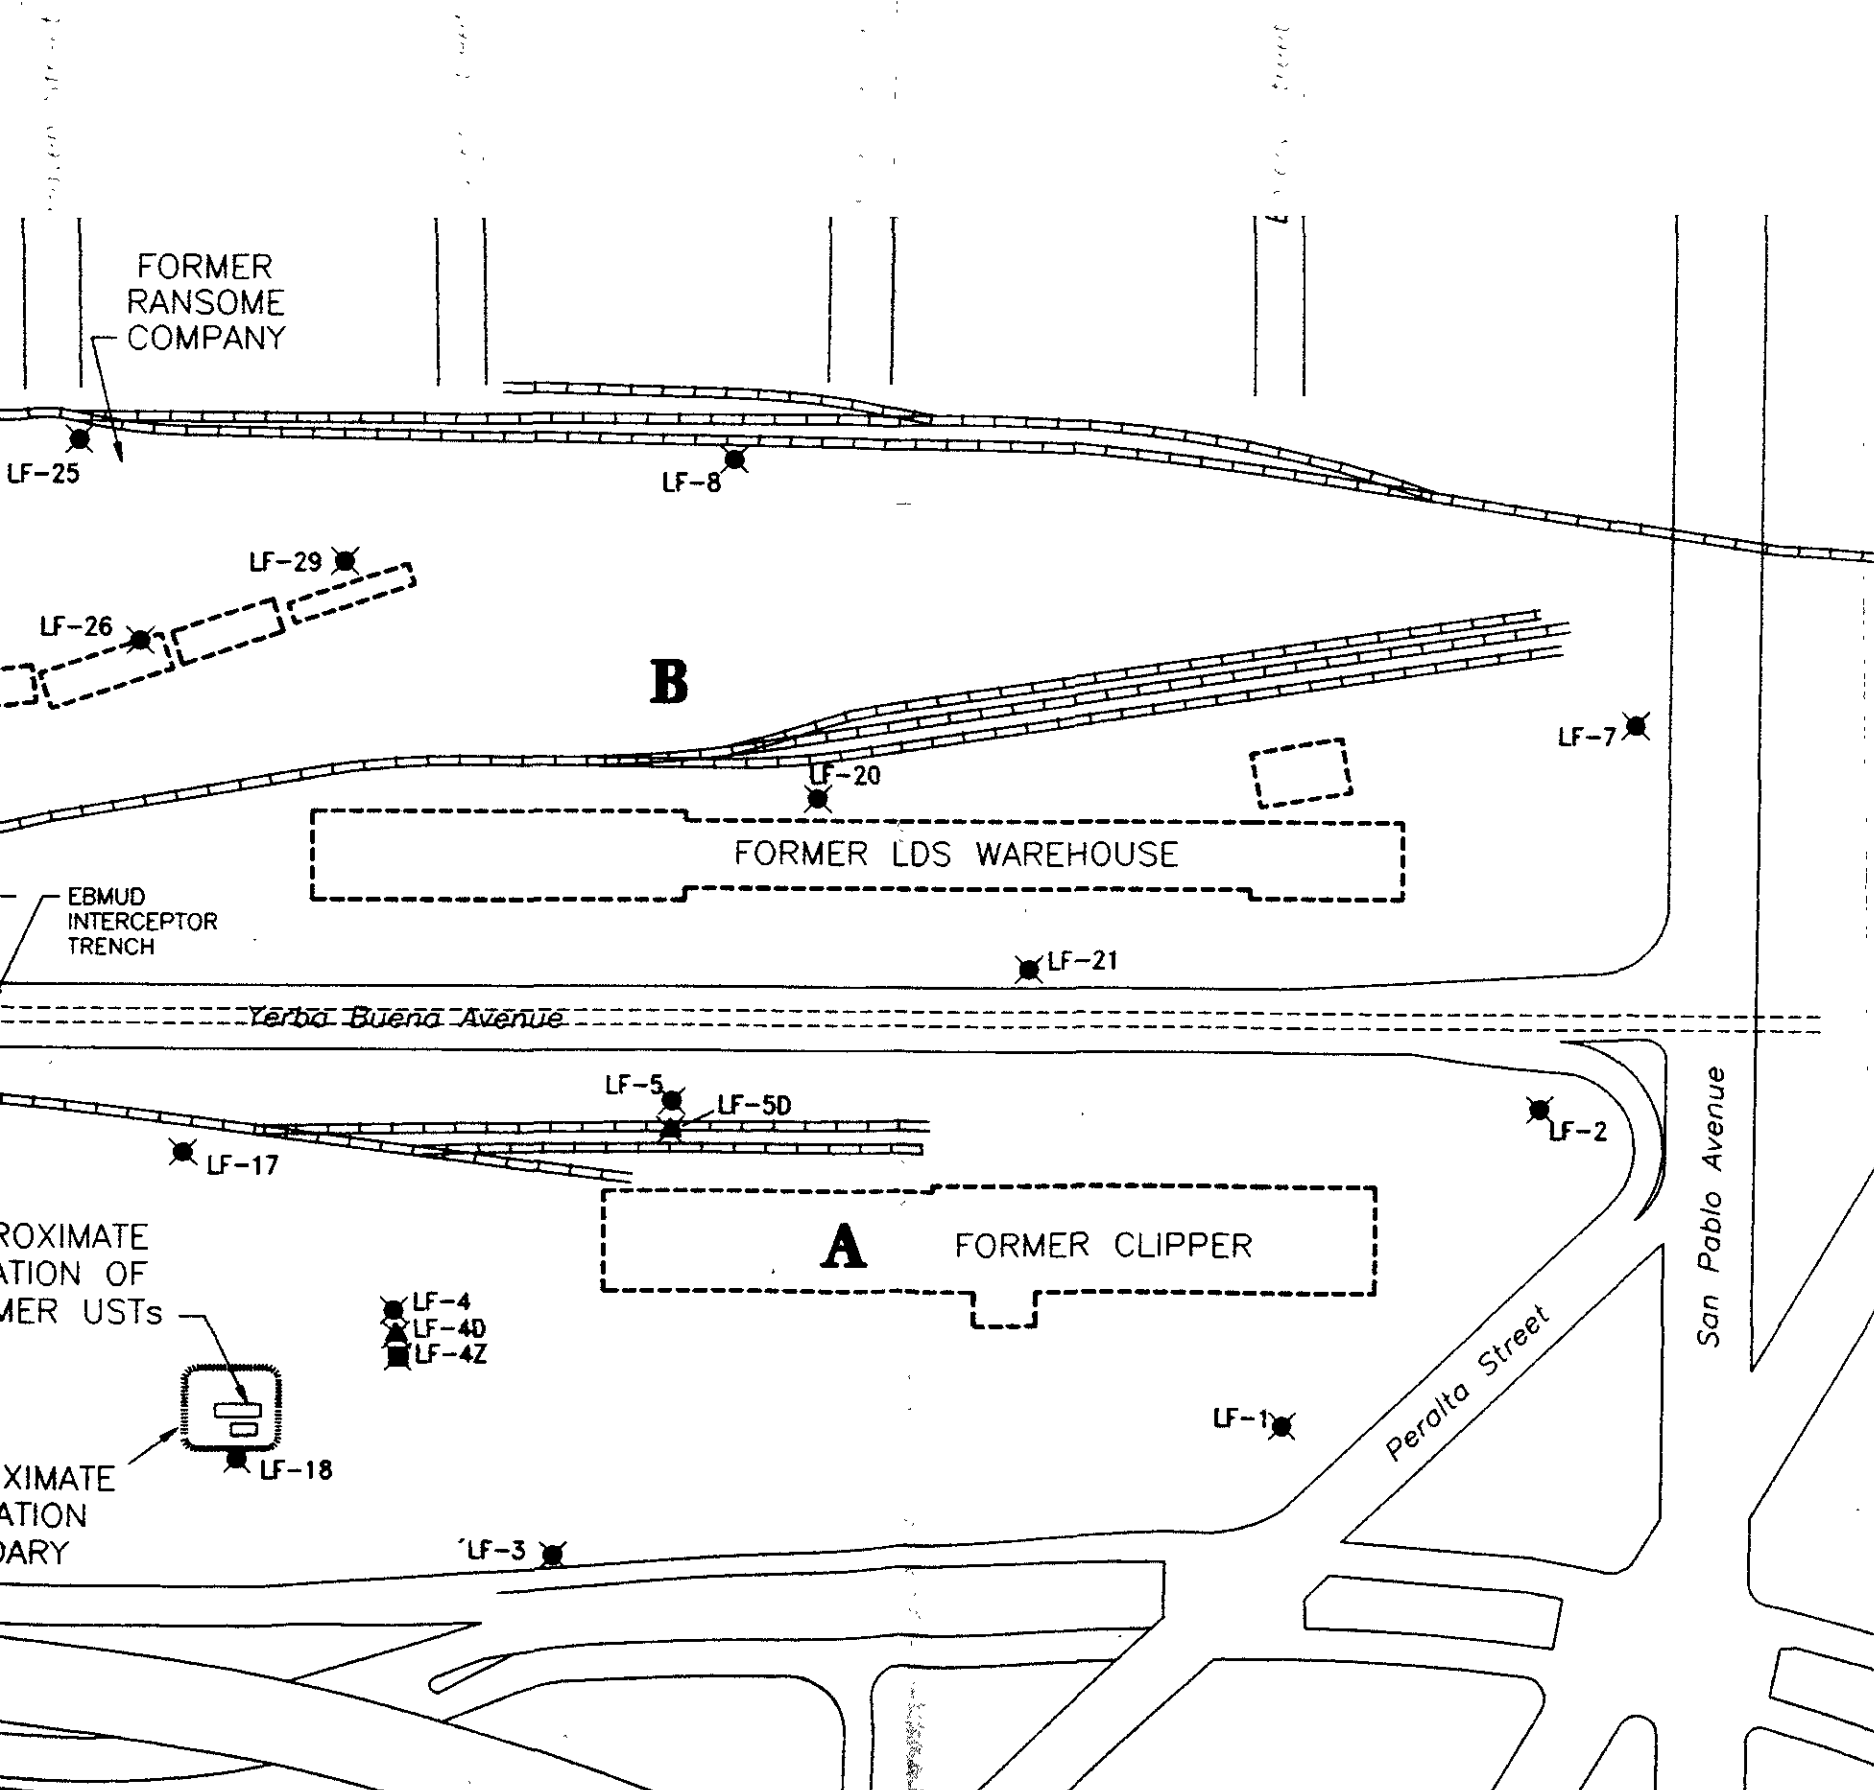 FORMER
RANSOME
COMPANY
LF-25
LF-8
LF-29
LF-26
B
LF-7
LF-20
FORMER LDS WAREHOUSE
EBMUD
INTERCEPTOR
TRENCH
LF-21
Yerba Buena Avenue
LF-5
LF-5D
LF-2
LF-17
San Pablo Avenue
ROXIMATE
ATION OF
MER USTs
A
FORMER CLIPPER
LF-4
LF-4D
LF-4Z
Peralta Street
LF-1
LF-18
XIMATE
ATION
DARY
LF-3